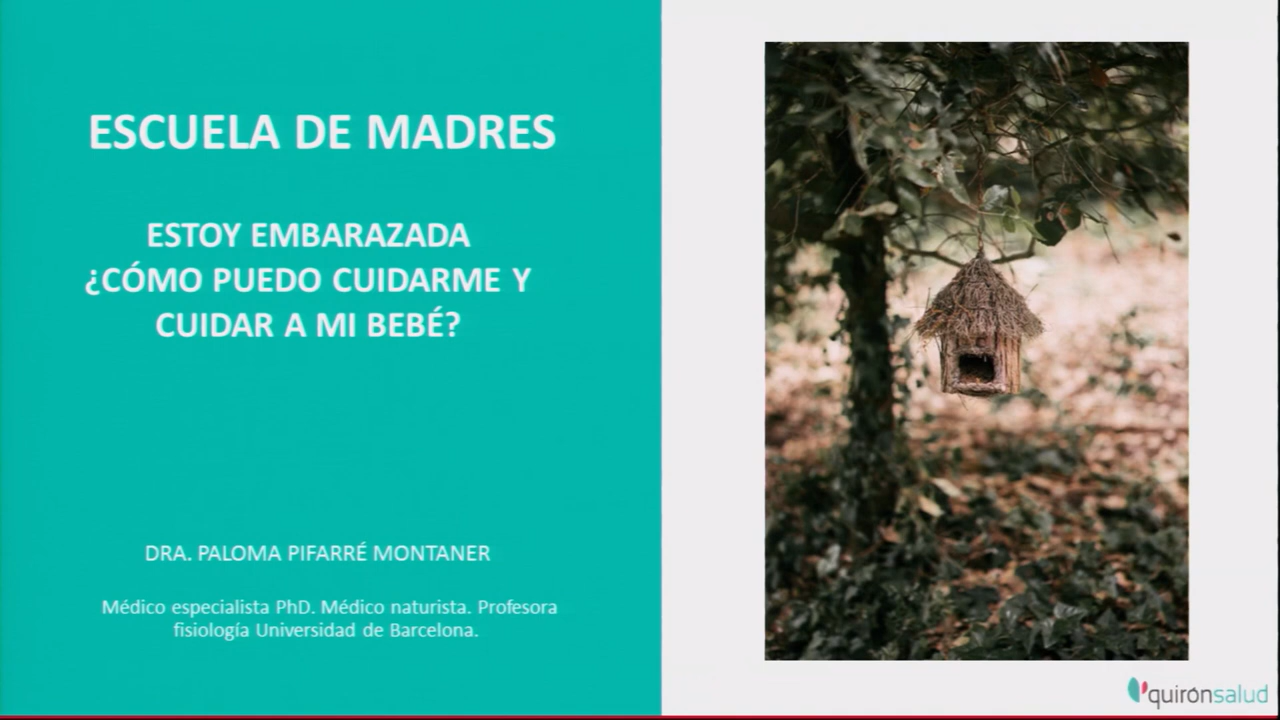 ESCUELA DE MADRES
ESTOY EMBARAZADA
¿CÓMO PUEDO CUIDARME Y
CUIDAR A MI BEBÉ?
DRA. PALOMA PIFARRÉ MONTANER
Médico especialista PhD. Médico naturista. Profesora
fisiología Universidad de Barcelona.
quirónsalud